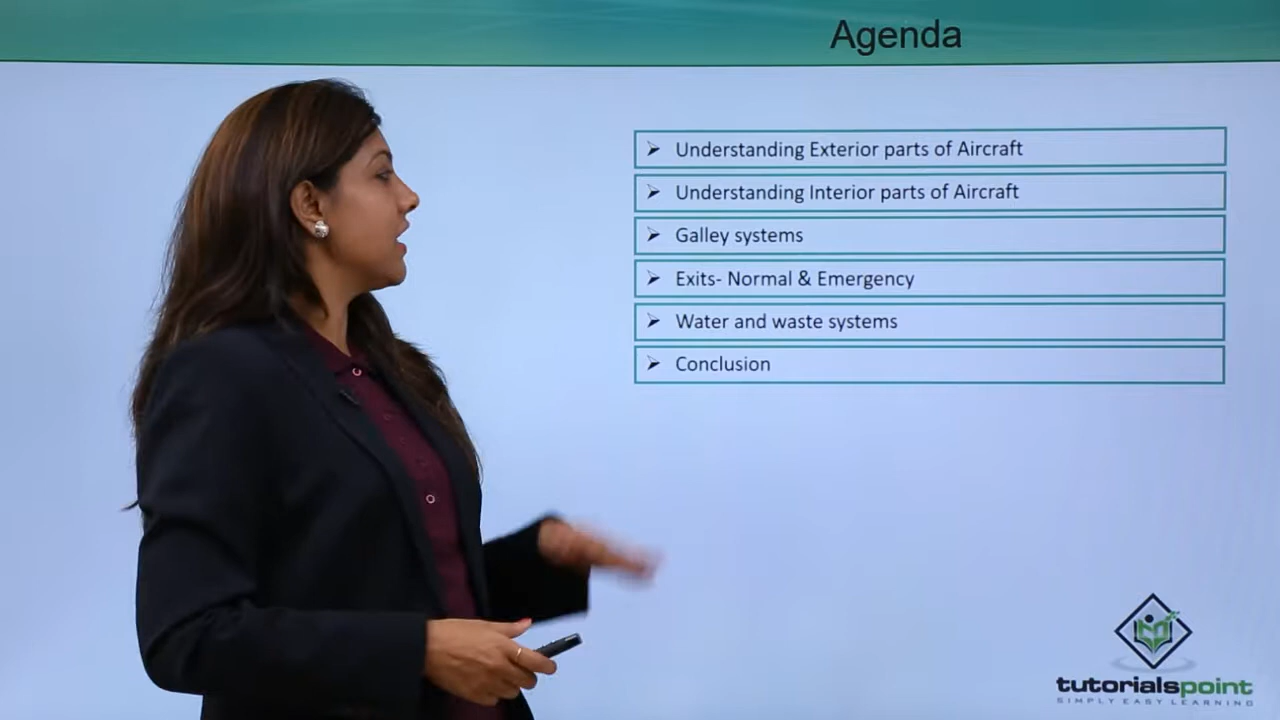 Agenda
➢ Understanding Exterior parts of Aircraft
➢ Understanding Interior parts of Aircraft
➢ Galley systems
➢ Exits- Normal & Emergency
➢ Water and waste systems
➢ Conclusion
tutorialspoint
SIMPLY EASY LEARNING